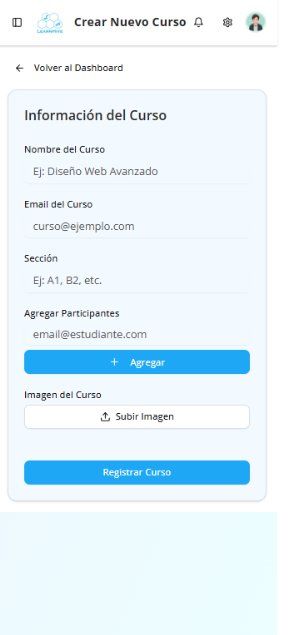 LEARNPATH
Crear Nuevo Curso
Volver al Dashboard
Información del Curso
Nombre del Curso
Ej: Diseño Web Avanzado
Email del Curso
curso@ejemplo.com
Sección
Ej: A1, B2, etc.
Agregar Participantes
email@estudiante.com
+ Agregar
Imagen del Curso
Subir Imagen
Registrar Curso